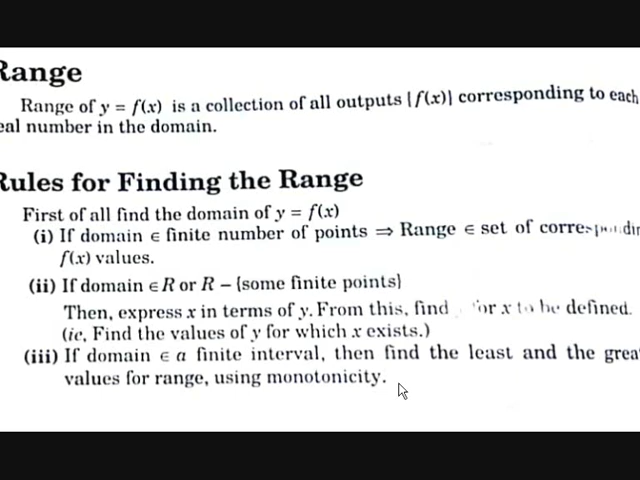 Range
Range of y = f(x) is a collection of all outputs {f(x)} corresponding to each
eal number in the domain.
Rules for Finding the Range
First of all find the domain of y = f(x)
(i) If domain ∈ finite number of points ⇒ Range ∈ set of
f(x) values.
(ii) If domain ∈ R or R – {some finite points}
Then, express x in terms of y. From this, find for x to be defined.
(ie, Find the values of y for which x exists.)
(iii) If domain ∈ a finite interval, then find the least and the grea
values for range, using monotonicity.